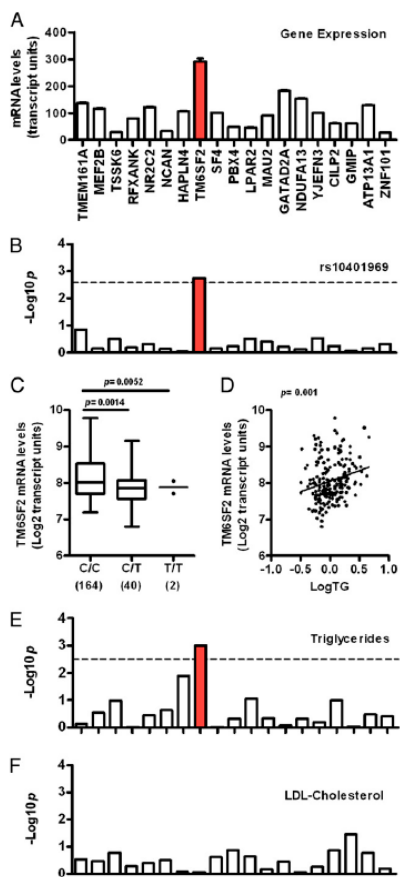 A
Gene Expression
mRNA levels
(transcript units)
400
300
200
100
0
TMEM161A
MEF2B
TSSK6
RFXANK
NR2C2
NCAN
HAPLN4
TM6SF2
SF4
PBX4
LPAR2
MAU2
GATAD2A
NDUFA13
YJEFN3
CILP2
GMIP
ATP13A1
ZNF101
B
rs10401969
-Log10p
4
3
2
1
0
C
p= 0.0052
p= 0.0014
TM6SF2 mRNA levels
(Log2 transcript units)
10
9
8
7
6
C/C C/T T/T
(164) (40) (2)
D
p= 0.001
TM6SF2 mRNA levels
(Log2 transcript units)
10
9
8
7
6
-1.0 -0.5 0.0 0.5 1.0
LogTG
E
Triglycerides
-Log10p
4
3
2
1
0
F
LDL-Cholesterol
-Log10p
4
3
2
1
0